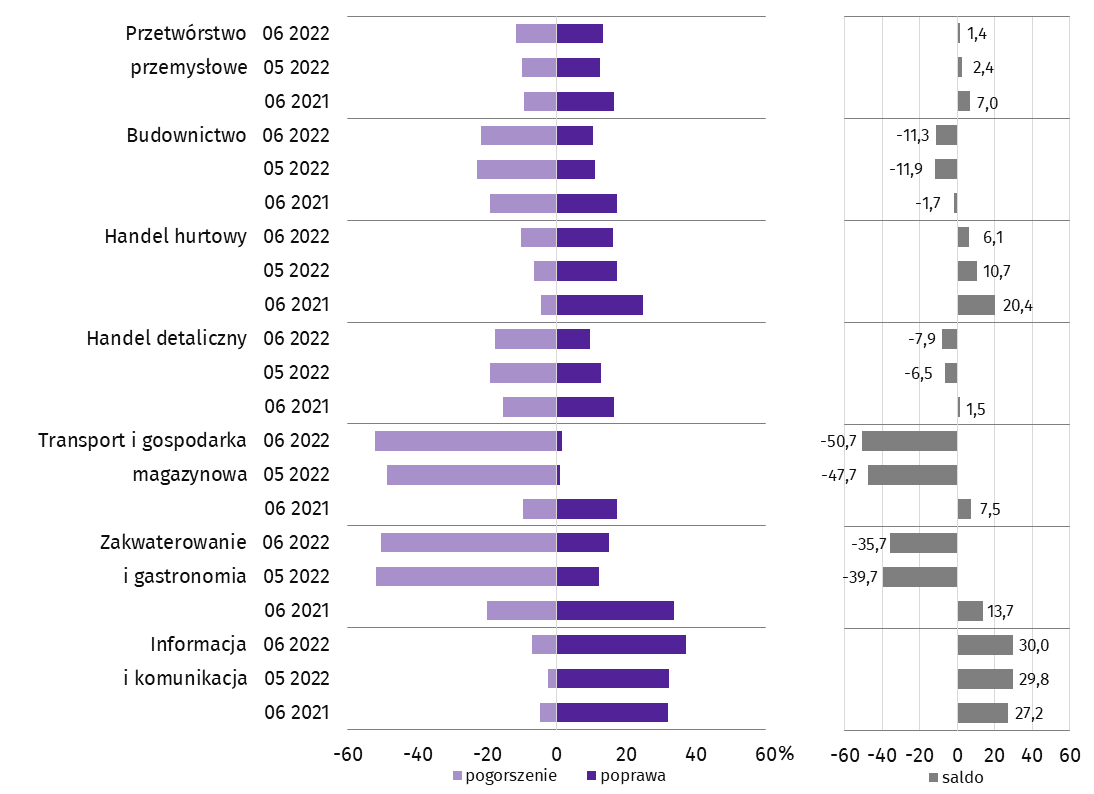 Przetwórstwo 06 2022 1,4
przemysłowe 05 2022 2,4
06 2021 7,0
Budownictwo 06 2022 -11,3
05 2022 -11,9
06 2021 -1,7
Handel hurtowy 06 2022 6,1
05 2022 10,7
06 2021 20,4
Handel detaliczny 06 2022 -7,9
05 2022 -6,5
06 2021 1,5
Transport i gospodarka 06 2022 -50,7
magazynowa 05 2022 -47,7
06 2021 7,5
Zakwaterowanie 06 2022 -35,7
i gastronomia 05 2022 -39,7
06 2021 13,7
Informacja 06 2022 30,0
i komunikacja 05 2022 29,8
06 2021 27,2
-60 -40 -20 0 20 40 60% -60 -40 -20 0 20 40 60
pogorszenie poprawa saldo